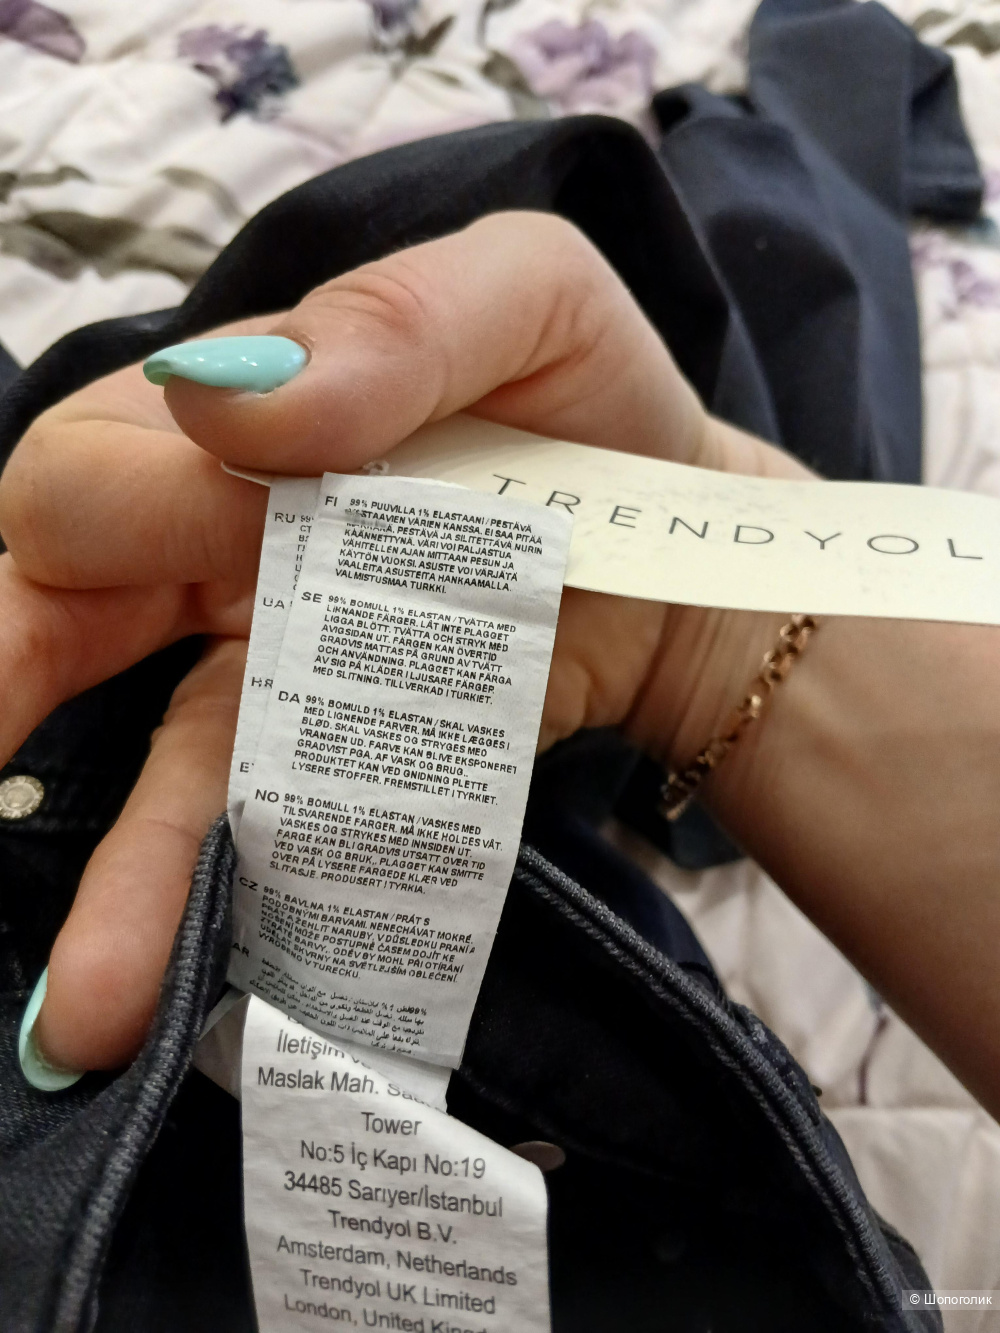 TRENDYOL
FI 99% PUUVILLA 1% ELASTAANI / PESTÄVÄ
VASTAAVIEN VÄRIEN KANSSA. EI SAA PITÄÄ
PESTÄVÄ JA SILITETTÄVÄ NURIN
KÄÄNNETTYNÄ. VÄRI VOI PALJASTUA
VÄHITELLEN AJAN MITTAAN PESUN JA
KÄYTÖN VUOKSI. ASUSTE VOI VÄRJÄTÄ
VAALEITA ASUSTEITA HANKAAMALLA.
VALMISTUSMAA TURKKI.
SE 99% BOMULL 1% ELASTAN / TVÄTTA MED
LIKNANDE FÄRGER. LÅT INTE PLAGGET
LIGGA BLÖTT. TVÄTTA OCH STRYK MED
AVIGSIDAN UT. FÄRGEN KAN ÖVERTID
GRADVIS MATTAS PÅ GRUND AV TVÄTT
OCH ANVÄNDNING. PLAGGET KAN FÄRGA
AV SIG PÅ KLÄDER I LJUSARE FÄRGER
MED SLITNING. TILLVERKAD I TURKIET.
DA 99% BOMULD 1% ELASTAN / SKAL VASKES
MED LIGNENDE FARVER. MÅ IKKE LÆGGES I
BLØD. SKAL VASKES OG STRYGES MED
VRANGEN UD. FARVE KAN BLIVE EKSPONERET
GRADVIST PGA. AF VASK OG BRUG..
PRODUKTET KAN VED GNIDNING PLETTE
LYSERE STOFFER. FREMSTILLET I TYRKIET.
NO 99% BOMULL 1% ELASTAN / VASKES MED
TILSVARENDE FARGER. MÅ IKKE HOLDES VÅT.
VASKES OG STRYKES MED INNSIDEN UT.
FARGE KAN BLI GRADVIS UTSATT OVER TID
VED VASK OG BRUK.. PLAGGET KAN SMITTE
OVER PÅ LYSERE FARGEDE KLÆR VED
SLITASJE. PRODUSERT I TYRKIA.
CZ 99% BAVLNA 1% ELASTAN / PRÁT S
PODOBNÝMI BARVAMI. NENECHÁVAT MOKRÉ.
PRÁT A ŽEHLIT NARUBY. V DŮSLEDKU PRANÍ A
NOŠENÍ MŮŽE POSTUPNĚ ČASEM DOJÍT KE
ZTRÁTĚ BARVY.. ODĚV BY MOHL PŘI OTÍRÁNÍ
UDĚLAT SKVRNY NA SVĚTLEJŠÍM OBLEČENÍ.
VYROBENO V TURECKU.
AR
RU
UA
HR
İletişim
Maslak Mah.
Tower
No:5 İç Kapı No:19
34485 Sarıyer/İstanbul
Trendyol B.V.
Amsterdam, Netherlands
Trendyol UK Limited
London, United
© Шопоголик